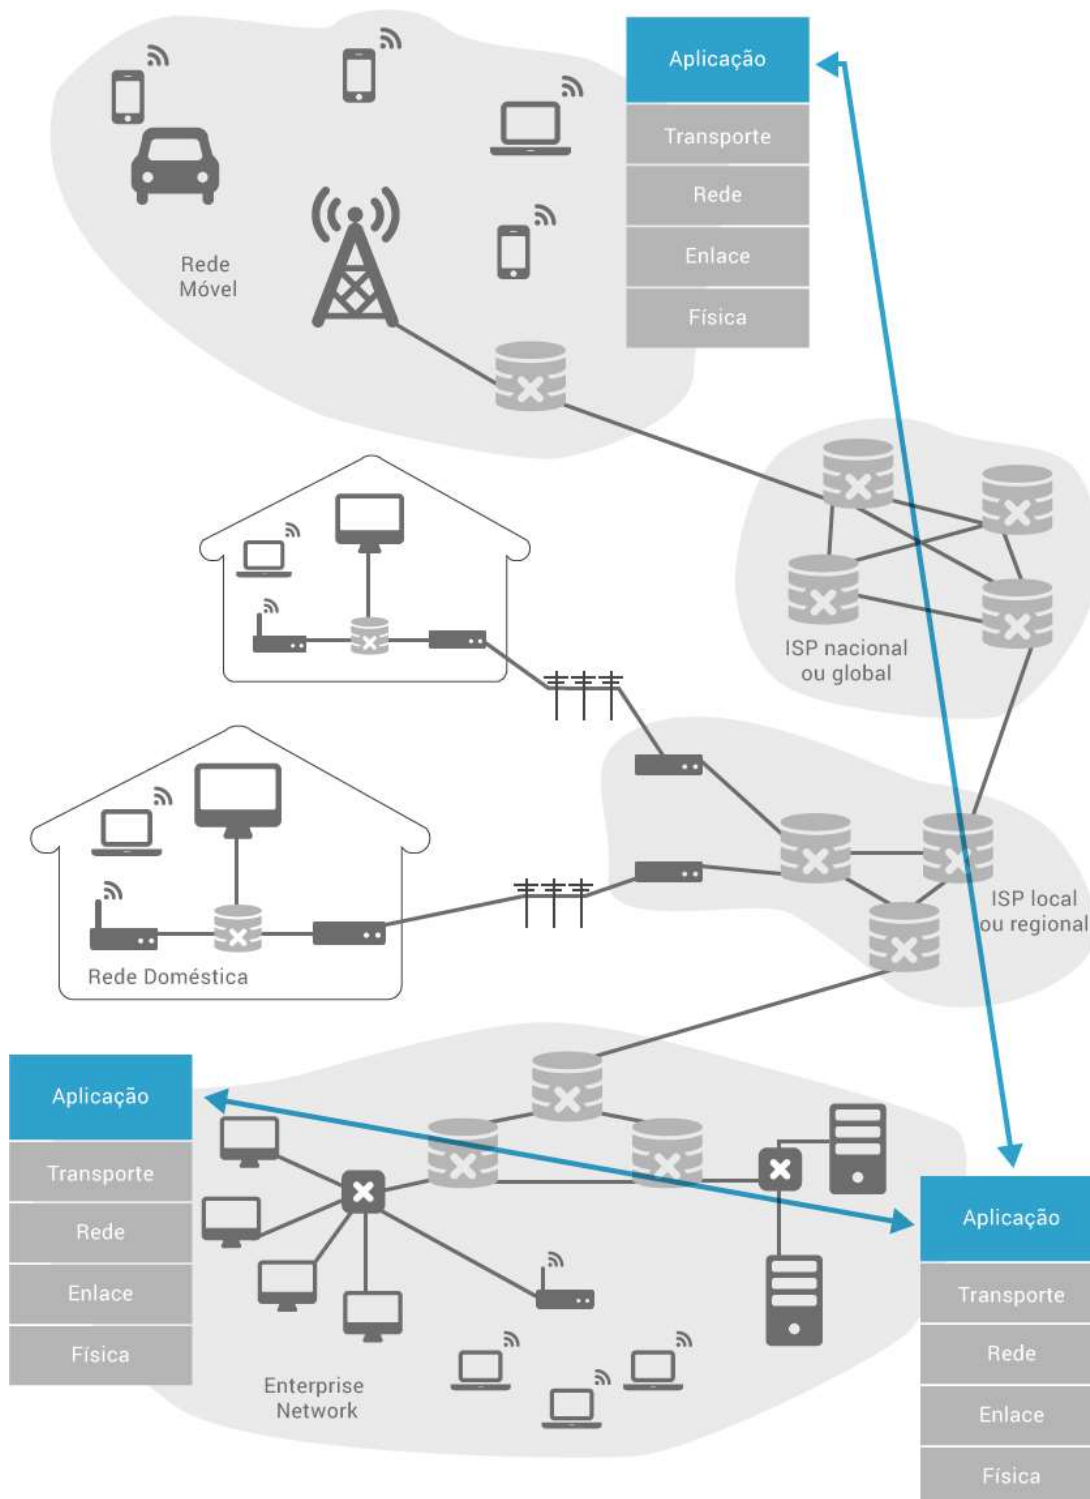 Aplicação
Transporte
Rede
Enlace
Física
Rede
Móvel
ISP nacional
ou global
ISP local
ou regional
Rede Doméstica
Aplicação
Transporte
Rede
Enlace
Física
Enterprise
Network
Aplicação
Transporte
Rede
Enlace
Física